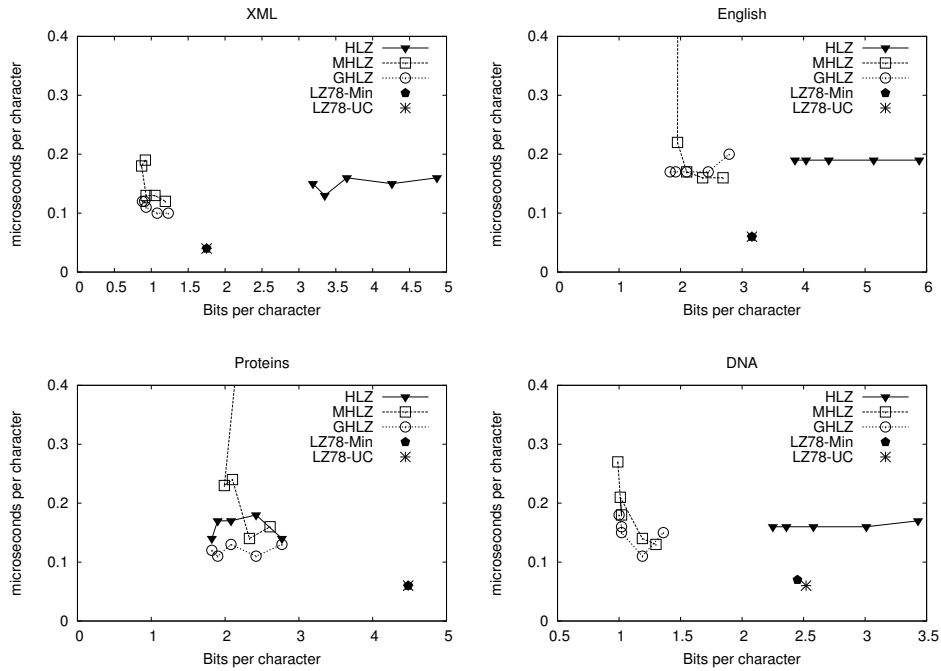 XML
microseconds per character
0.4
0.3
0.2
0.1
0
HLZ
MHLZ
GHLZ
LZ78-Min
LZ78-UC
0 0.5 1 1.5 2 2.5 3 3.5 4 4.5 5
Bits per character
English
microseconds per character
0.4
0.3
0.2
0.1
0
HLZ
MHLZ
GHLZ
LZ78-Min
LZ78-UC
0 1 2 3 4 5 6
Bits per character
Proteins
microseconds per character
0.4
0.3
0.2
0.1
0
HLZ
MHLZ
GHLZ
LZ78-Min
LZ78-UC
0 1 2 3 4 5
Bits per character
DNA
microseconds per character
0.4
0.3
0.2
0.1
0
HLZ
MHLZ
GHLZ
LZ78-Min
LZ78-UC
0.5 1 1.5 2 2.5 3 3.5
Bits per character